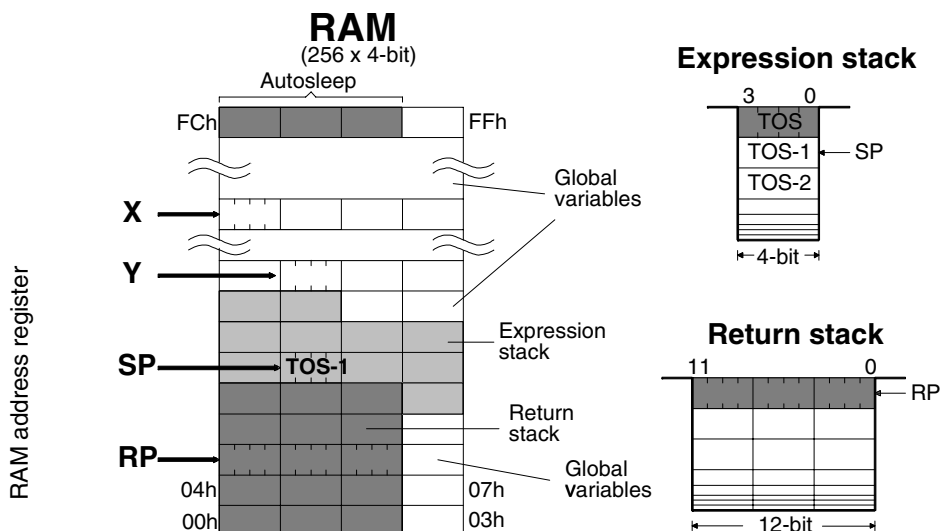 RAM
(256 x 4-bit)
Autosleep
FCh
FFh
X
Y
SP
TOS-1
RP
04h
07h
00h
03h
Global
variables
Expression
stack
Return
stack
Global
variables
RAM address register
Expression stack
3 0
TOS
TOS-1
SP
TOS-2
4-bit
Return stack
11 0
RP
12-bit